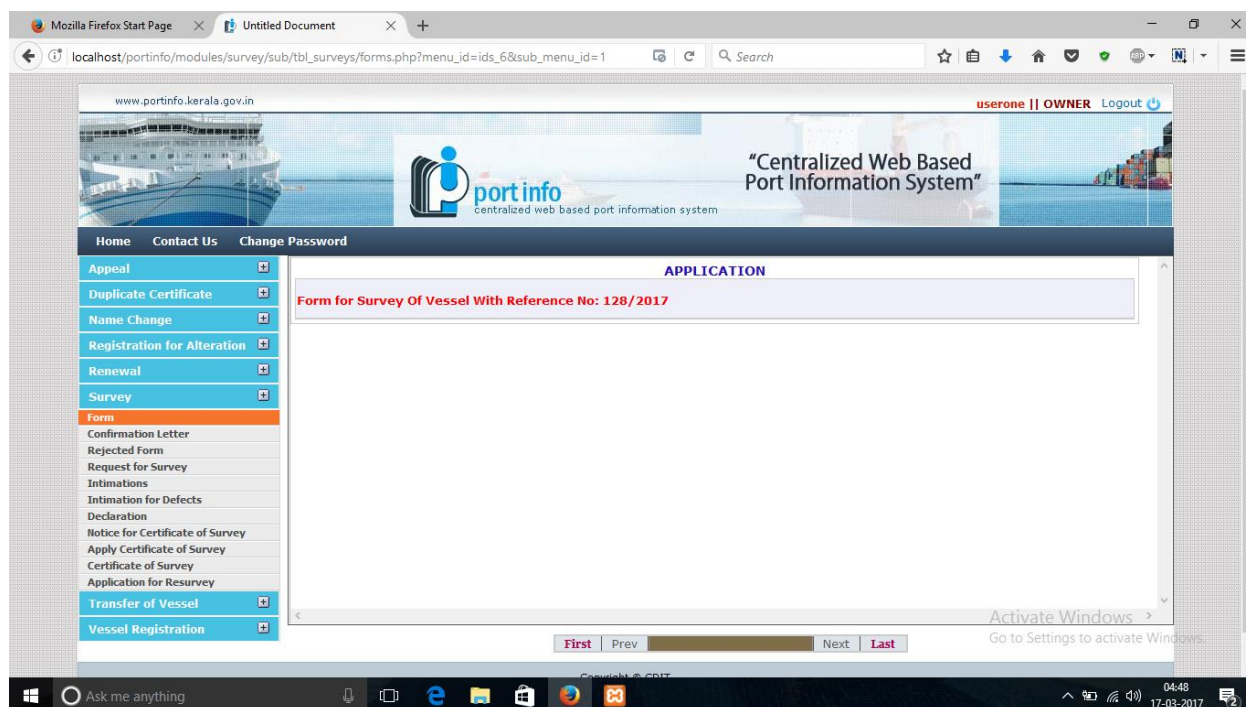 Mozilla Firefox Start Page
Untitled Document
localhost/portinfo/modules/survey/sub/tbl_surveys/forms.php?menu_id=ids_6&sub_menu_id=1
Search
ABP
N
www.portinfo.kerala.gov.in
userone || OWNER Logout
port info
centralized web based port information system
"Centralized Web Based
Port Information System"
Home Contact Us Change Password
Appeal
Duplicate Certificate
Name Change
Registration for Alteration
Renewal
Survey
Form
Confirmation Letter
Rejected Form
Request for Survey
Intimations
Intimation for Defects
Declaration
Notice for Certificate of Survey
Apply Certificate of Survey
Certificate of Survey
Application for Resurvey
Transfer of Vessel
Vessel Registration
APPLICATION
Form for Survey Of Vessel With Reference No: 128/2017
First Prev Next Last
Activate Windows
Go to Settings to activate Windows.
Copyright © CDIT
Ask me anything
04:48
17-03-2017
2